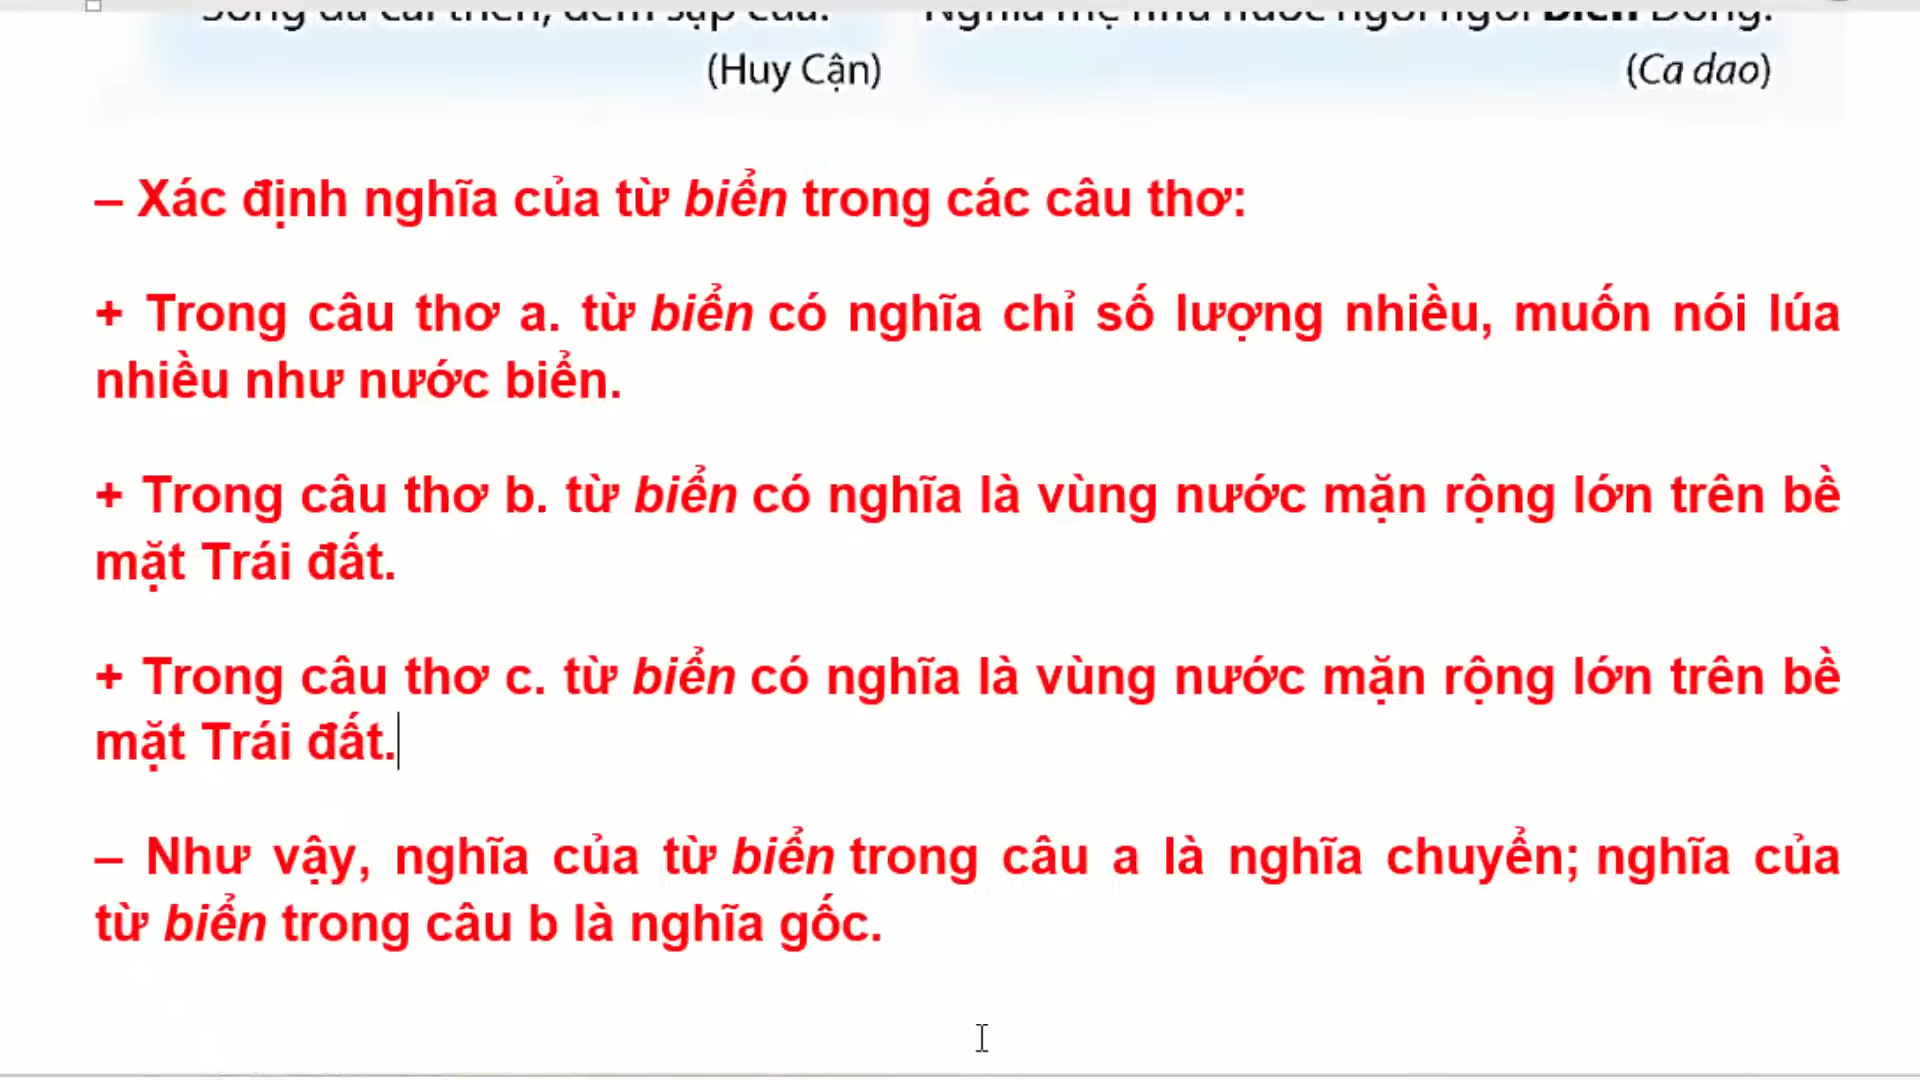 (Huy Cận)
(Ca dao)
– Xác định nghĩa của từ biển trong các câu thơ:
+ Trong câu thơ a. từ biển có nghĩa chỉ số lượng nhiều, muốn nói lúa
nhiều như nước biển.
+ Trong câu thơ b. từ biển có nghĩa là vùng nước mặn rộng lớn trên bề
mặt Trái đất.
+ Trong câu thơ c. từ biển có nghĩa là vùng nước mặn rộng lớn trên bề
mặt Trái đất.
– Như vậy, nghĩa của từ biển trong câu a là nghĩa chuyển; nghĩa của
từ biển trong câu b là nghĩa gốc.